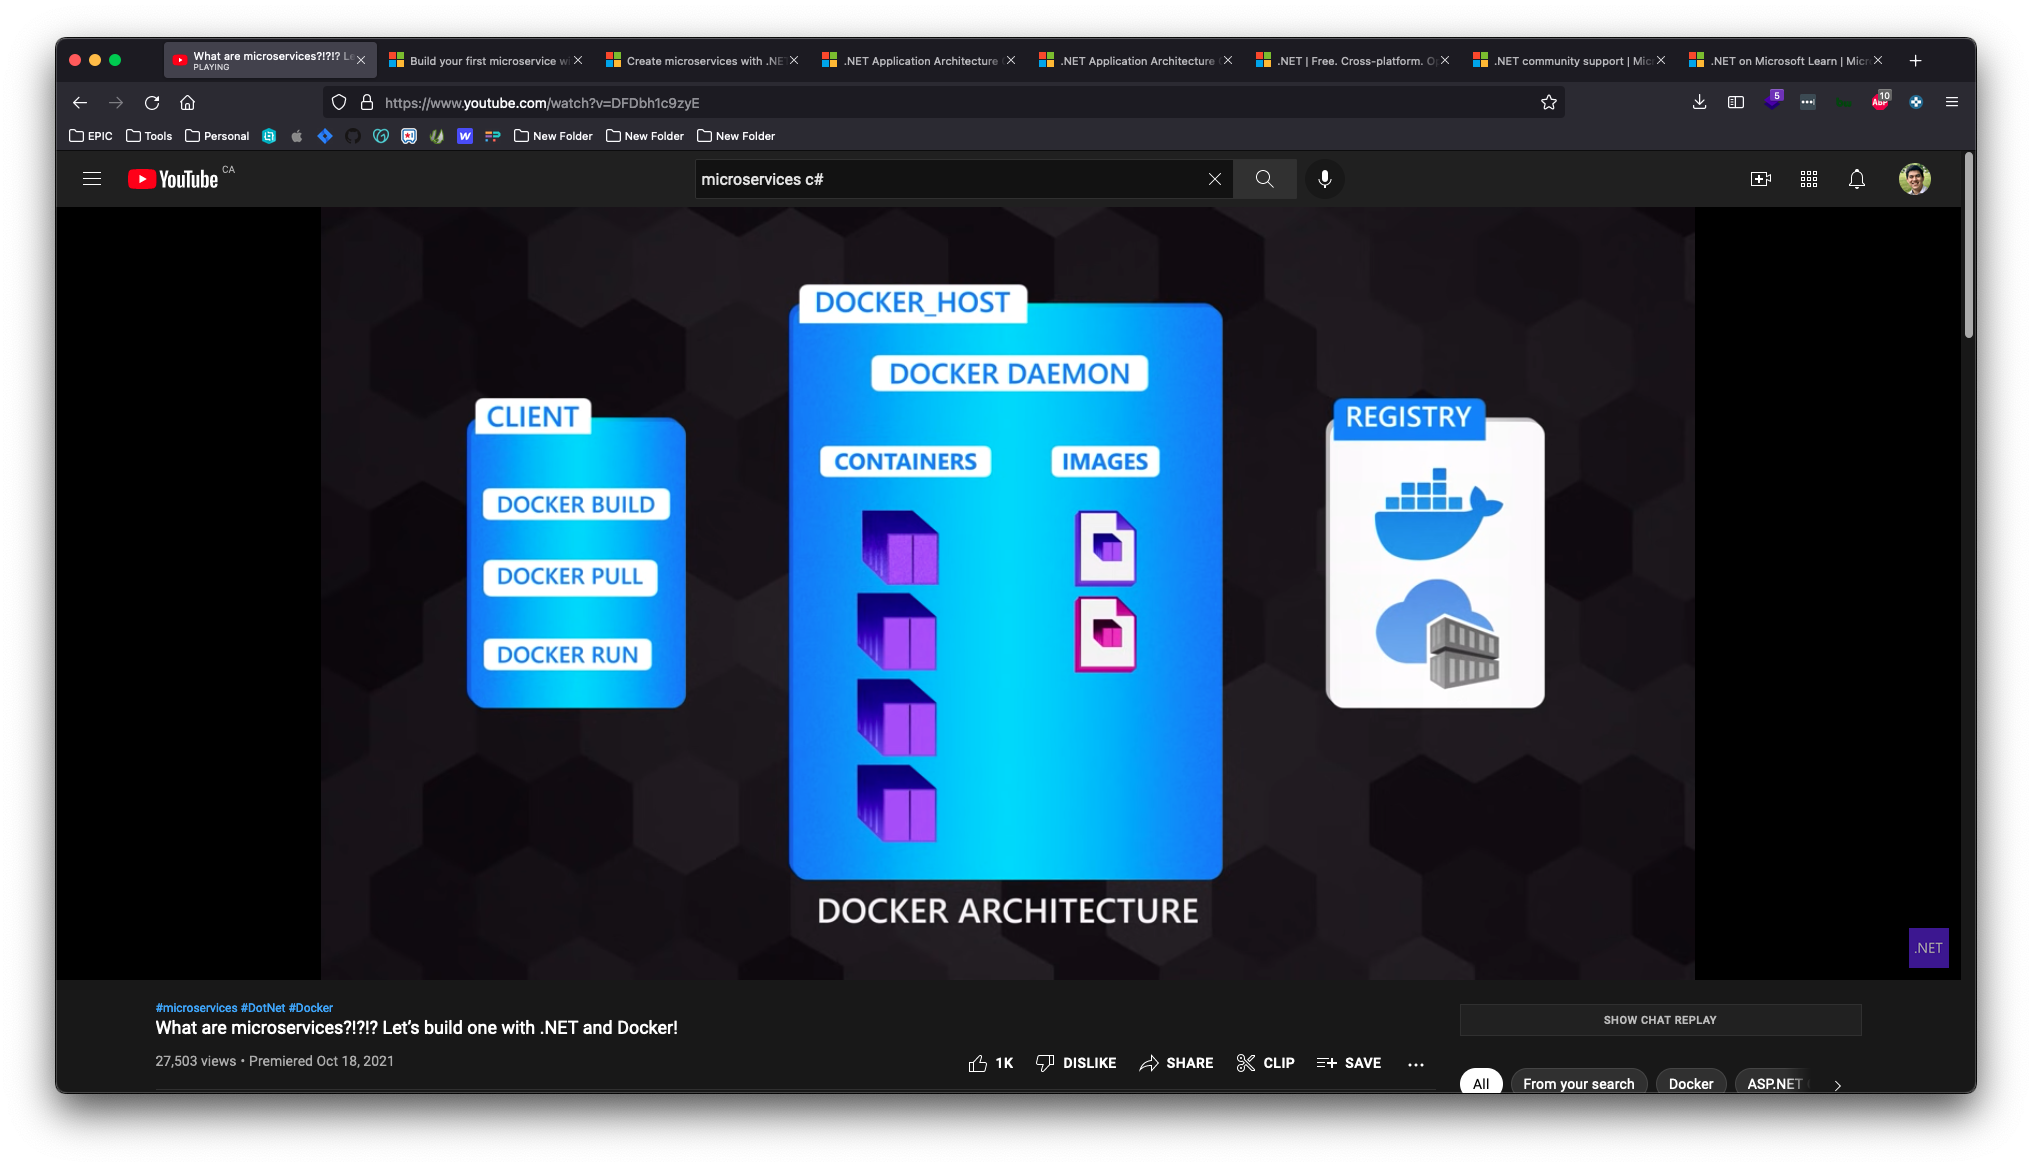 What are microservices?!?!? Le
PLAYING
Build your first microservice w
Create microservices with .NE
.NET Application Architecture
.NET Application Architecture
.NET | Free. Cross-platform. O
.NET community support | Mic
.NET on Microsoft Learn | Micr
https://www.youtube.com/watch?v=DFDbh1c9zyE
5
ABP
10
EPIC
Tools
Personal
New Folder
New Folder
New Folder
YouTube CA
microservices c#
DOCKER_HOST
DOCKER DAEMON
CLIENT
DOCKER BUILD
DOCKER PULL
DOCKER RUN
CONTAINERS
IMAGES
REGISTRY
DOCKER ARCHITECTURE
.NET
#microservices #DotNet #Docker
What are microservices?!?!? Let's build one with .NET and Docker!
27,503 views • Premiered Oct 18, 2021
1K
DISLIKE
SHARE
CLIP
SAVE
SHOW CHAT REPLAY
All
From your search
Docker
ASP.NET